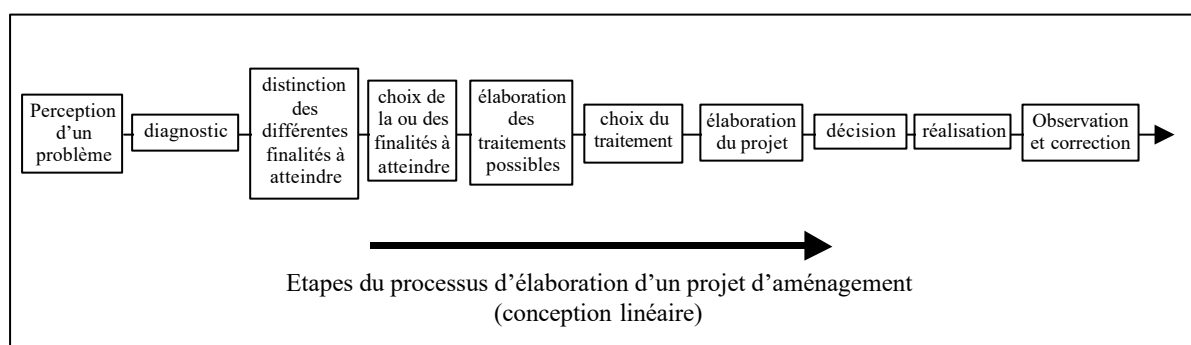 Perception
d’un
problème
diagnostic
distinction
des
différentes
finalités à
atteindre
choix de
la ou des
finalités à
atteindre
élaboration
des
traitements
possibles
choix du
traitement
élaboration
du projet
décision
réalisation
Observation
et correction
Etapes du processus d’élaboration d’un projet d’aménagement
(conception linéaire)